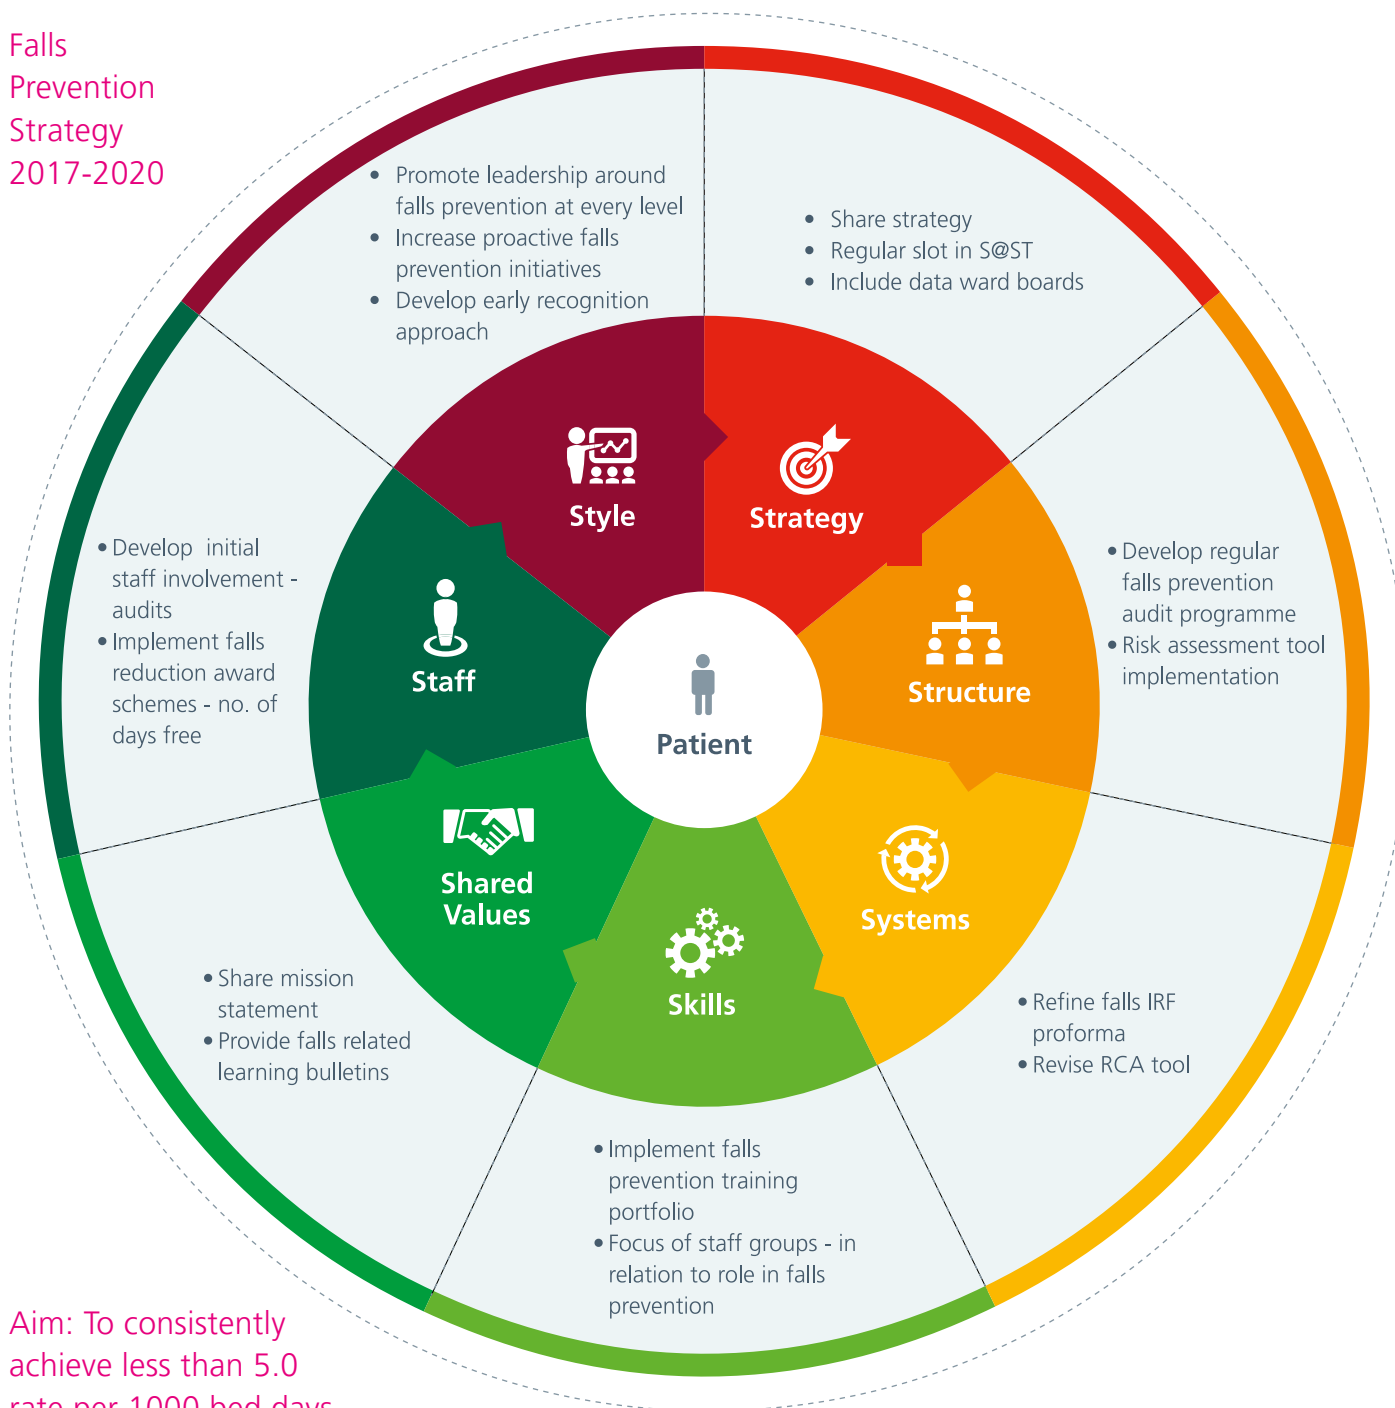 Falls
Prevention
Strategy
2017-2020
• Promote leadership around
falls prevention at every level
• Increase proactive falls
prevention initiatives
• Develop early recognition
approach
• Share strategy
• Regular slot in S@ST
• Include data ward boards
Style
Strategy
• Develop  initial
staff involvement -
audits
• Implement falls
reduction award
schemes - no. of
days free
Staff
Patient
Structure
• Develop regular
falls prevention
audit programme
• Risk assessment tool
implementation
Shared
Values
Skills
Systems
• Share mission
statement
• Provide falls related
learning bulletins
• Refine falls IRF
proforma
• Revise RCA tool
• Implement falls
prevention training
portfolio
• Focus of staff groups - in
relation to role in falls
prevention
Aim: To consistently
achieve less than 5.0
rate per 1000 bed days